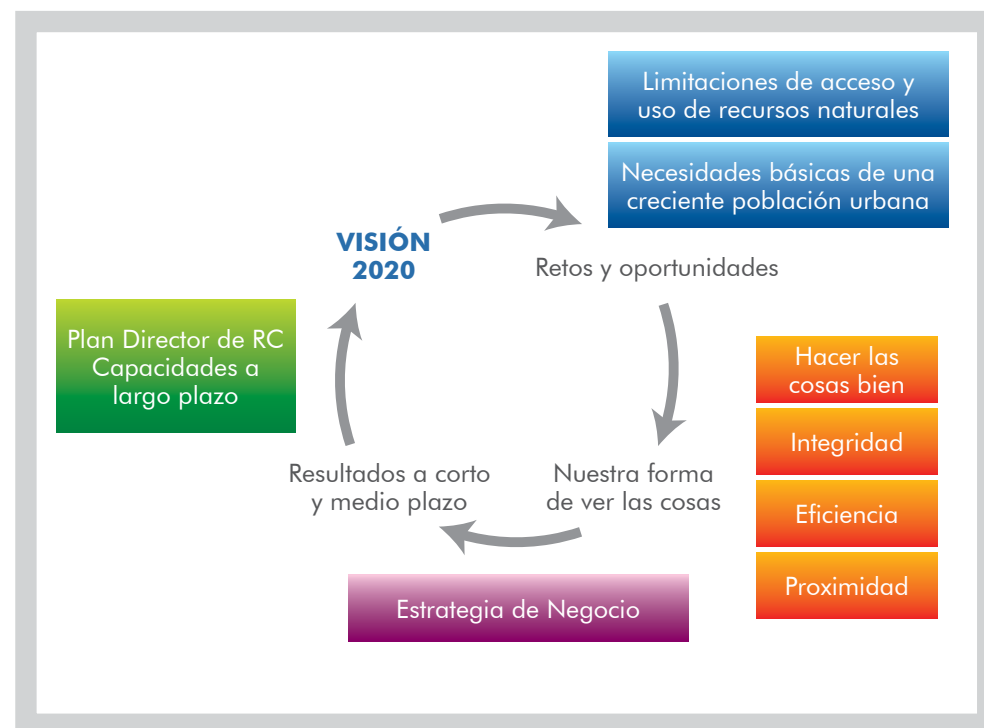 Limitaciones de acceso y
uso de recursos naturales
Necesidades básicas de una
creciente población urbana
VISIÓN
2020
Retos y oportunidades
Plan Director de RC
Capacidades a
largo plazo
Hacer las
cosas bien
Integridad
Eficiencia
Proximidad
Resultados a corto
y medio plazo
Nuestra forma
de ver las cosas
Estrategia de Negocio